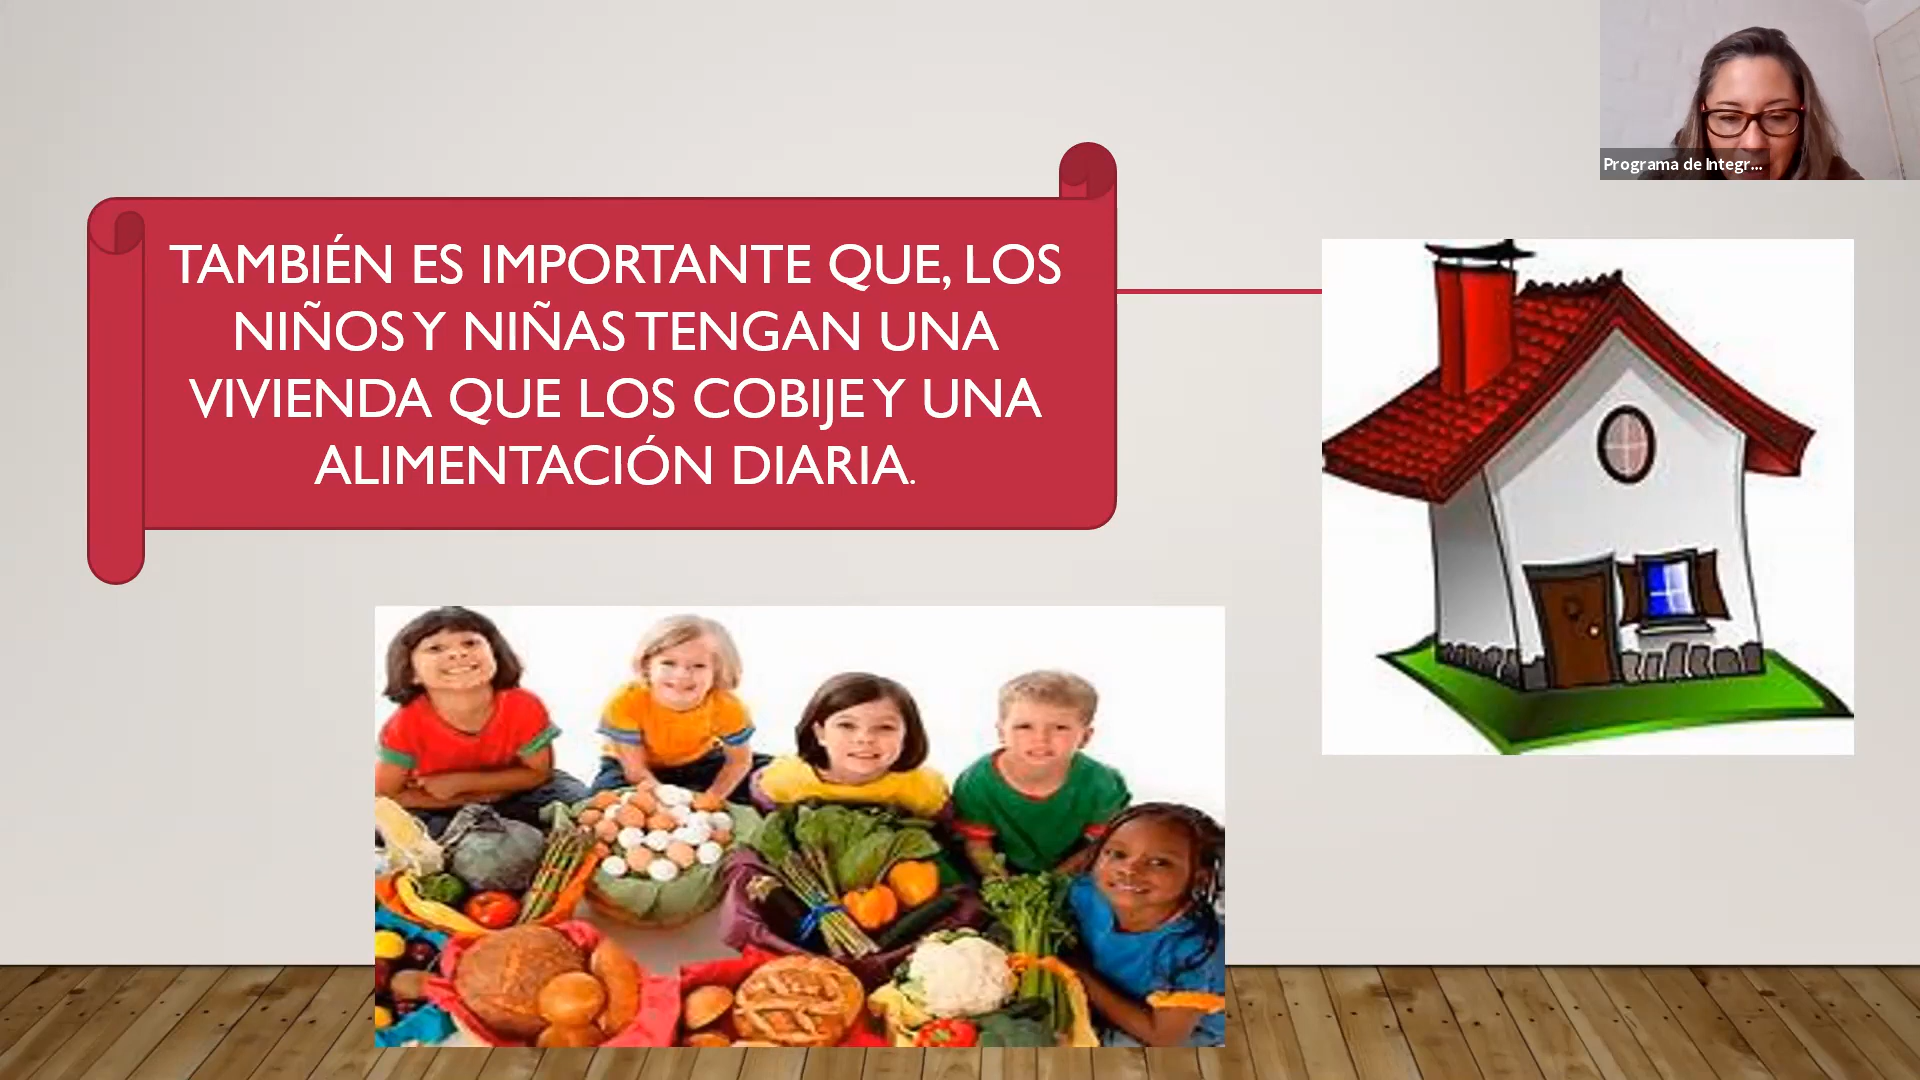 Programa de Integr...
TAMBIÉN ES IMPORTANTE QUE, LOS
NIÑOS Y NIÑAS TENGAN UNA
VIVIENDA QUE LOS COBIJE Y UNA
ALIMENTACIÓN DIARIA.